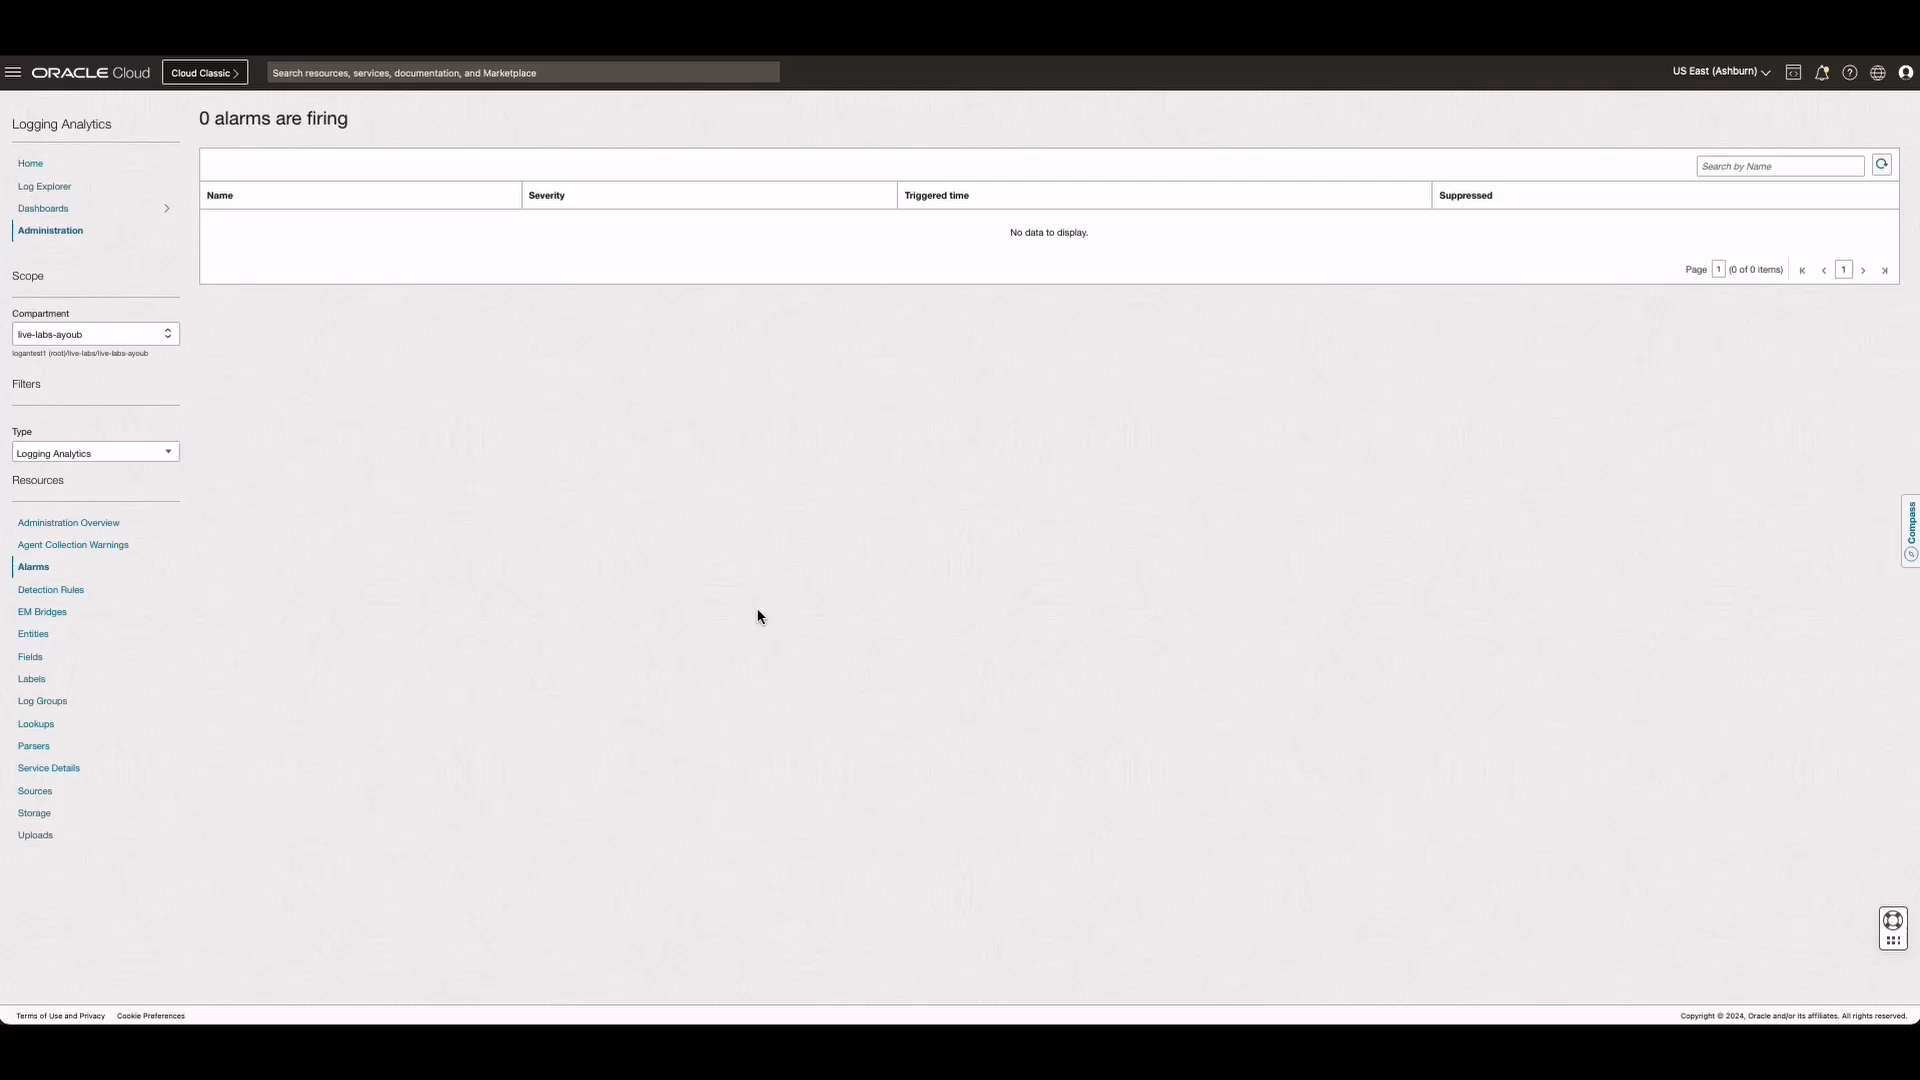 ORACLE Cloud
Cloud Classic
Search resources, services, documentation, and Marketplace
US East (Ashburn)
Logging Analytics
Home
Log Explorer
Dashboards
Administration
Scope
Compartment
live-labs-ayoub
logantest1 (root)/live-labs/live-labs-ayoub
Filters
Type
Logging Analytics
Resources
Administration Overview
Agent Collection Warnings
Alarms
Detection Rules
EM Bridges
Entities
Fields
Labels
Log Groups
Lookups
Parsers
Service Details
Sources
Storage
Uploads
0 alarms are firing
Search by Name
Name Severity Triggered time Suppressed
No data to display.
Page 1 (0 of 0 items) 1
Compass
Terms of Use and Privacy Cookie Preferences
Copyright © 2024, Oracle and/or its affiliates. All rights reserved.